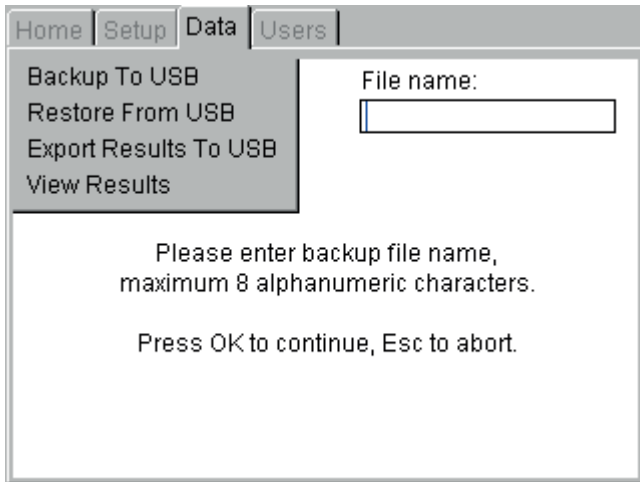 Home Setup Data Users
Backup To USB
Restore From USB
Export Results To USB
View Results
File name:
Please enter backup file name,
maximum 8 alphanumeric characters.
Press OK to continue, Esc to abort.